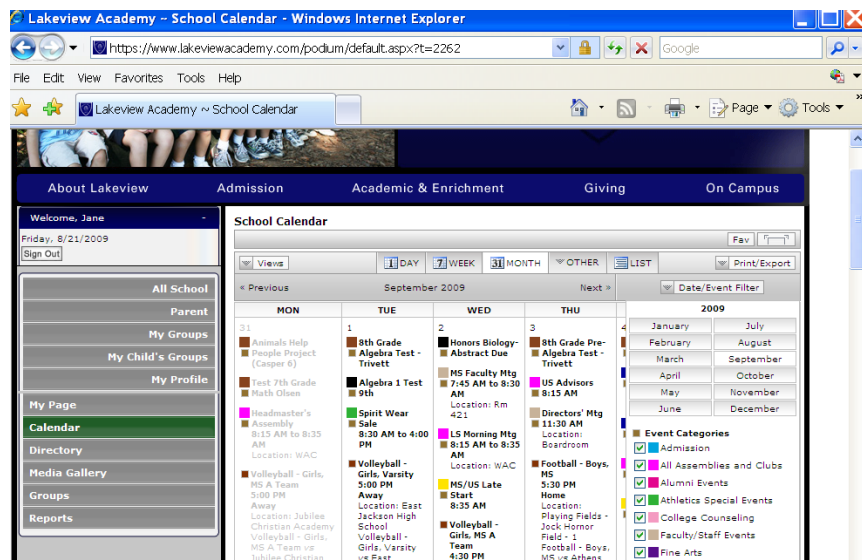 Lakeview Academy ~ School Calendar - Windows Internet Explorer
https://www.lakeviewacademy.com/podium/default.aspx?t=2262
Google
File Edit View Favorites Tools Help
Lakeview Academy ~ School Calendar
Page Tools
About Lakeview Admission Academic & Enrichment Giving On Campus
Welcome, Jane -
Friday, 8/21/2009
Sign Out
All School
Parent
My Groups
My Child's Groups
My Profile
My Page
Calendar
Directory
Media Gallery
Groups
Reports
School Calendar
Fav
Views 1 DAY 7 WEEK 31 MONTH OTHER LIST Print/Export
« Previous September 2009 Next » Date/Event Filter
MON
31
Animals Help
People Project
(Casper 6)
Test 7th Grade
Math Olsen
Headmaster's
Assembly
8:15 AM to 8:35
AM
Location: WAC
Volleyball - Girls,
MS A Team
5:00 PM
Away
Location: Jubilee
Christian Academy
Volleyball - Girls,
MS A Team vs
Jubilee Christian
TUE
1
8th Grade
Algebra Test -
Trivett
Algebra 1 Test
9th
Spirit Wear
Sale
8:30 AM to 4:00
PM
Volleyball -
Girls, Varsity
5:00 PM
Away
Location: East
Jackson High
School
Volleyball -
Girls, Varsity
vs East
WED
2
Honors Biology-
Abstract Due
MS Faculty Mtg
7:45 AM to 8:30
AM
Location: Rm
421
LS Morning Mtg
8:15 AM to 8:35
AM
Location: WAC
MS/US Late
Start
8:35 AM
Volleyball -
Girls, MS A
Team
4:30 PM
THU
3
8th Grade Pre-
Algebra Test -
Trivett
US Advisors
8:15 AM
Directors' Mtg
11:30 AM
Location:
Boardroom
Football - Boys,
MS
5:30 PM
Home
Location:
Playing Fields -
Jock Hornor
Field - 1
Football - Boys,
MS vs Athens
4
2009
January July
February August
March September
April October
May November
June December
Event Categories
Admission
All Assemblies and Clubs
Alumni Events
Athletics Special Events
College Counseling
Faculty/Staff Events
Fine Arts